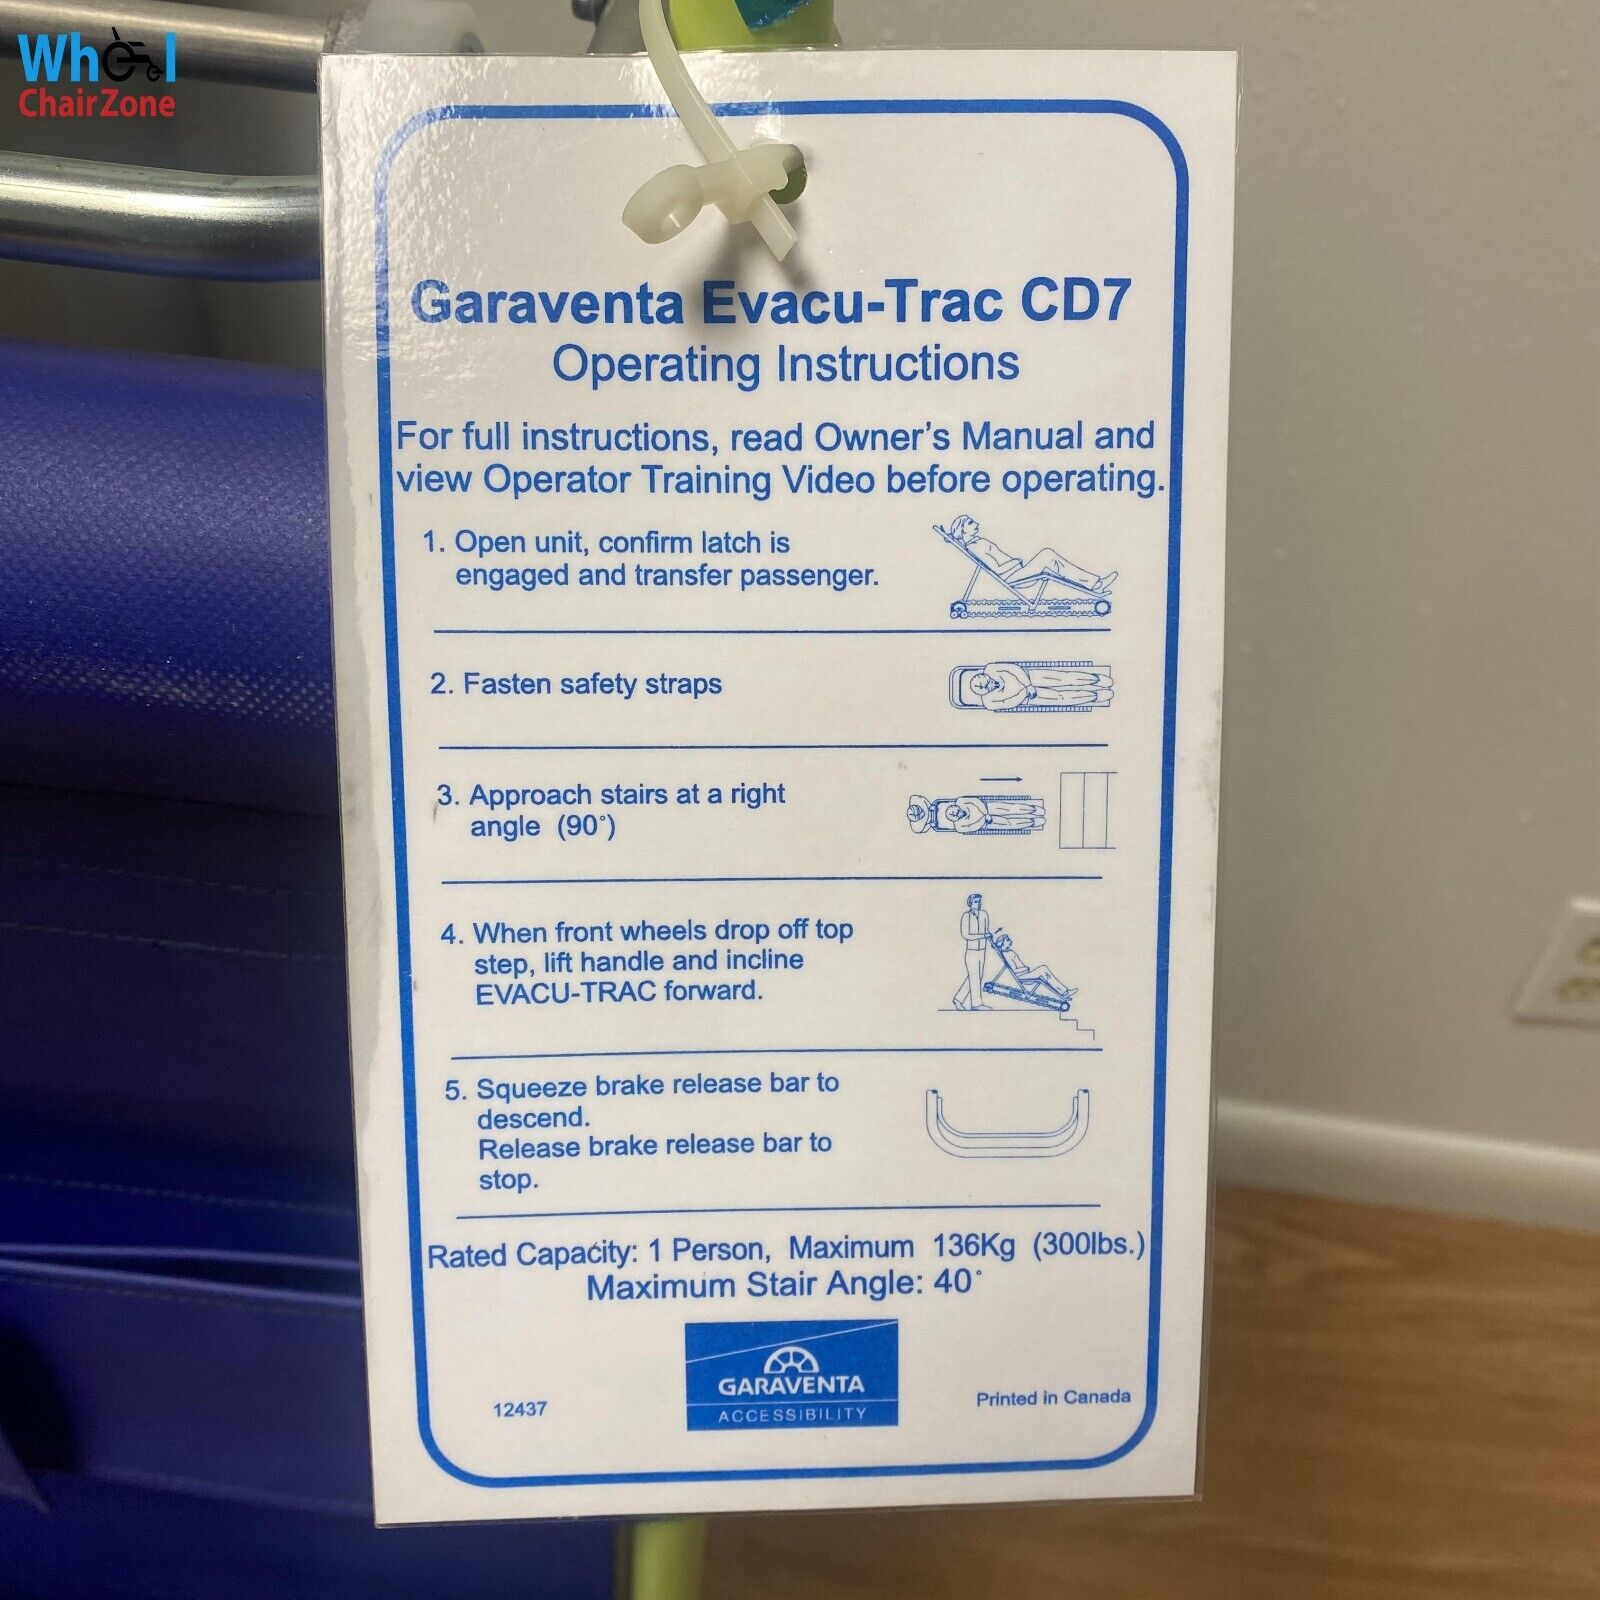 Wheel
ChairZone
Garaventa Evacu-Trac CD7
Operating Instructions
For full instructions, read Owner's Manual and
view Operator Training Video before operating.
1. Open unit, confirm latch is
engaged and transfer passenger.
2. Fasten safety straps
3. Approach stairs at a right
angle (90°)
4. When front wheels drop off top
step, lift handle and incline
EVACU-TRAC forward.
5. Squeeze brake release bar to
descend.
Release brake release bar to
stop.
Rated Capacity: 1 Person, Maximum 136Kg (300lbs.)
Maximum Stair Angle: 40°
GARAVENTA
ACCESSIBILITY
12437
Printed in Canada